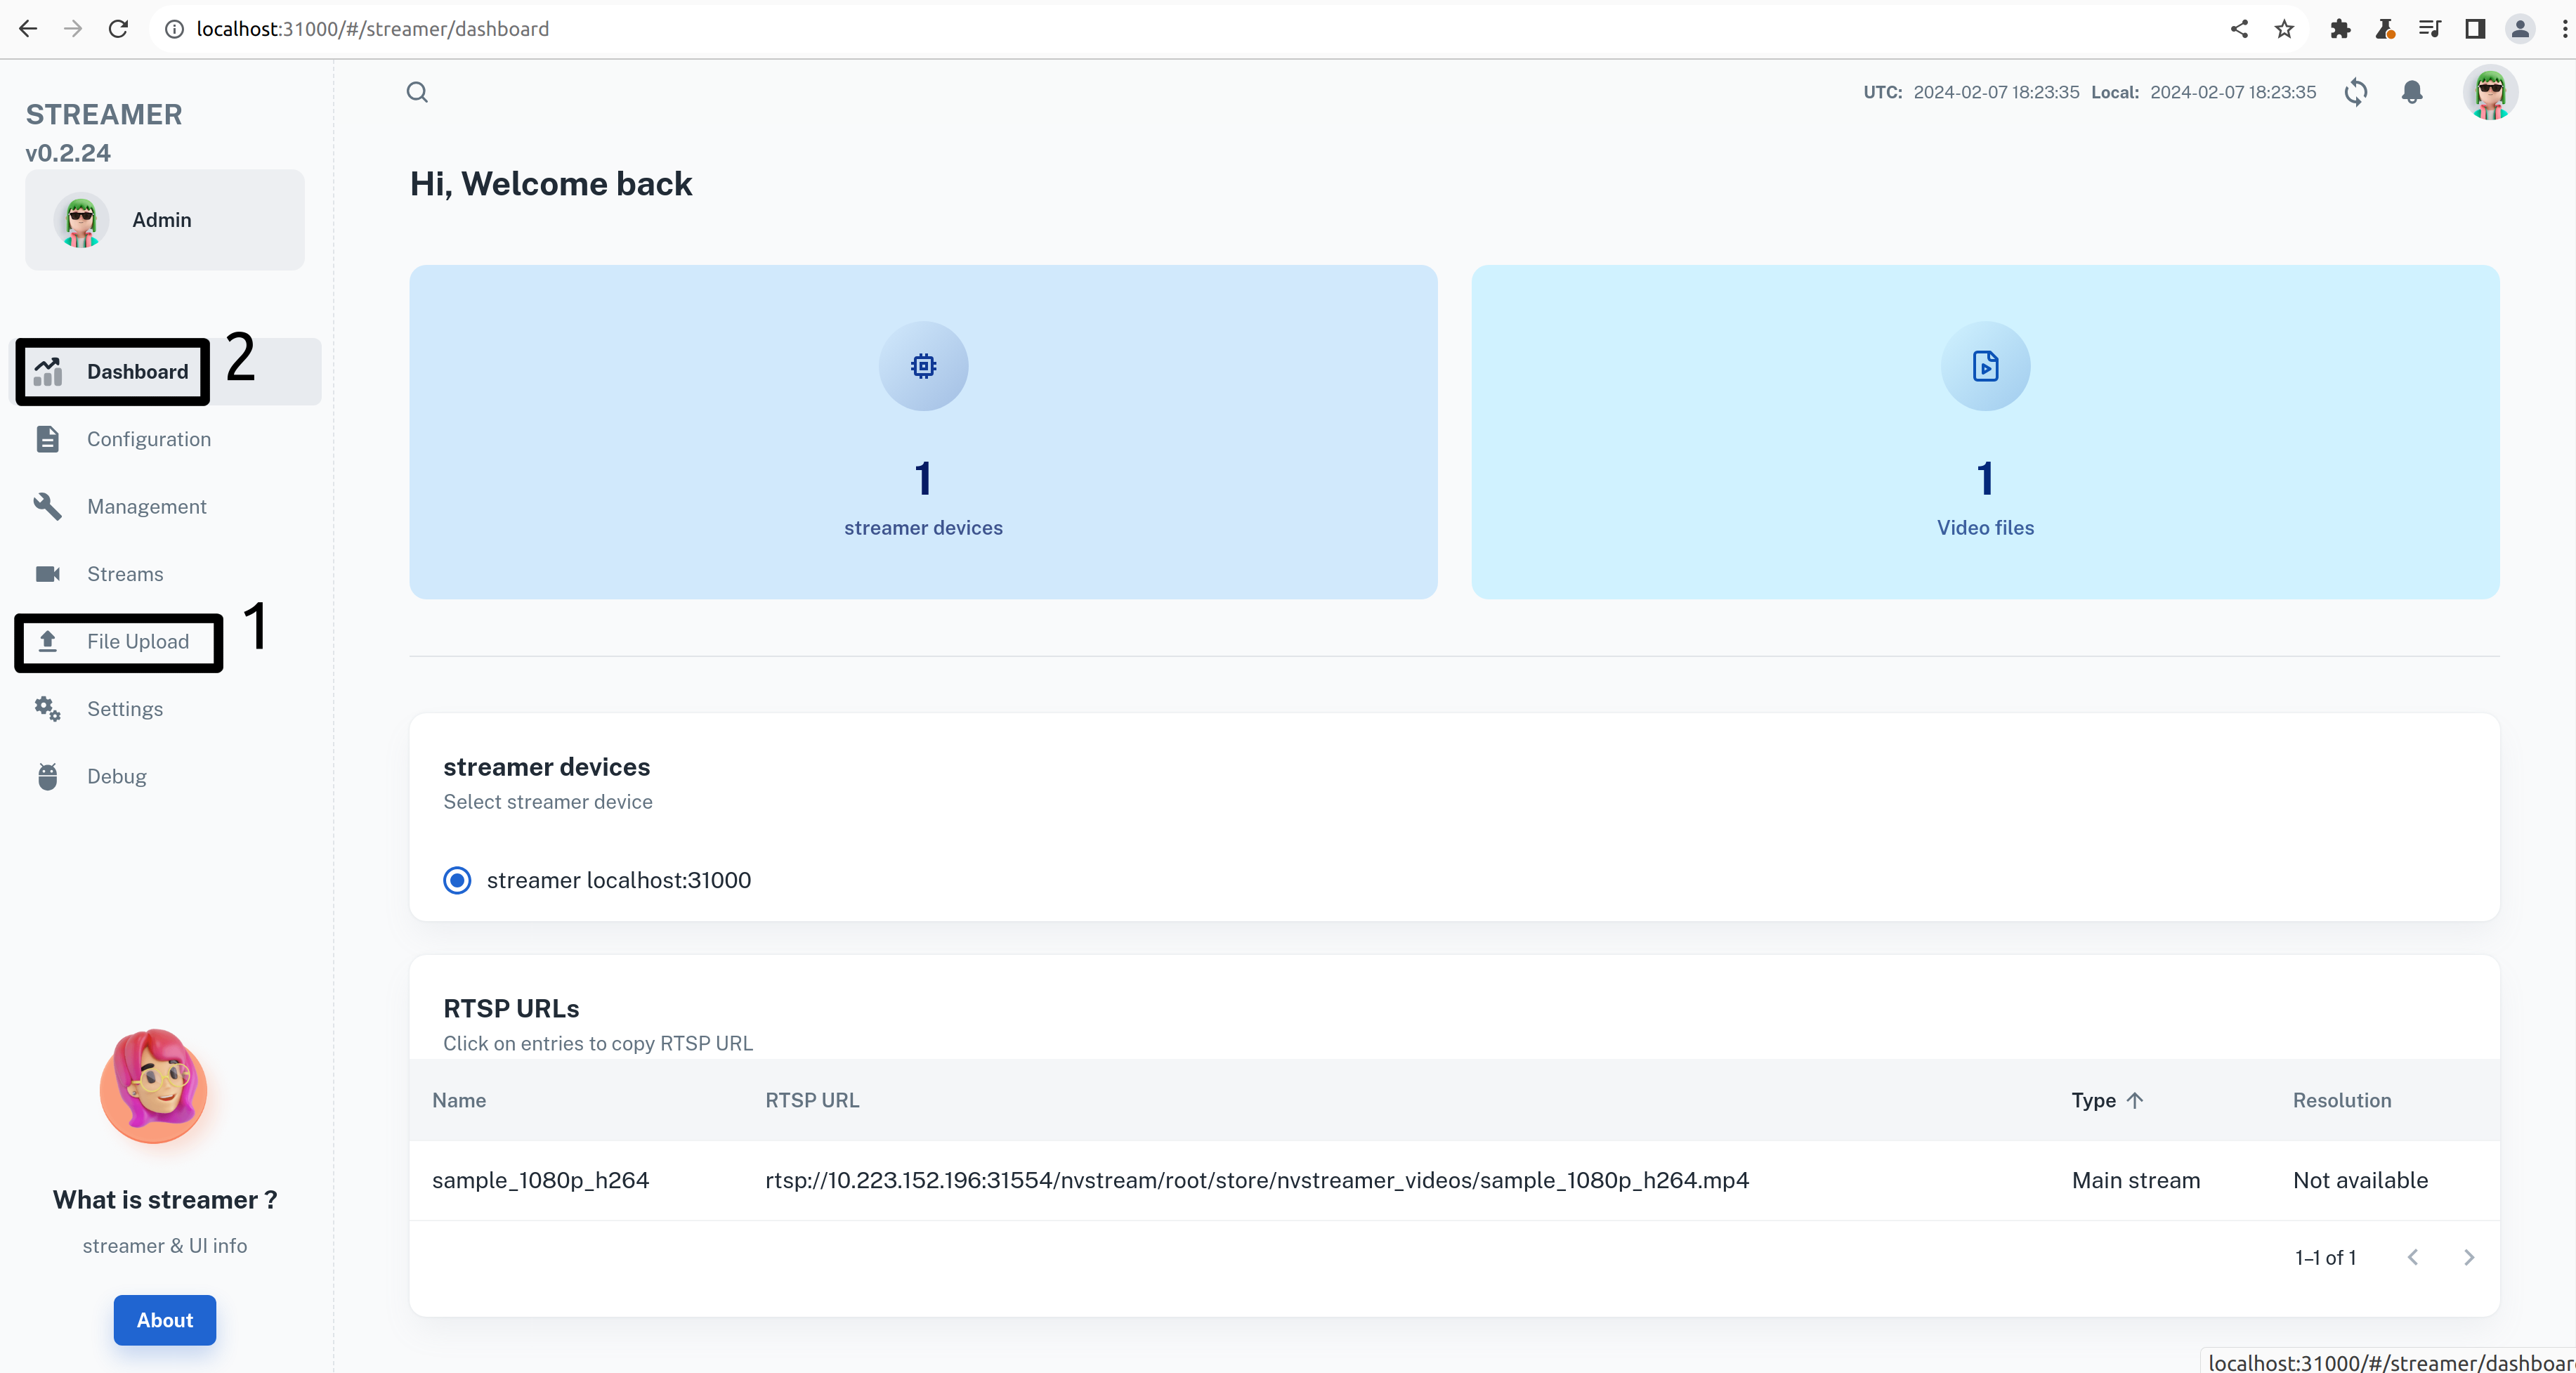 localhost:31000/#/streamer/dashboard
STREAMER
v0.2.24
Admin
Dashboard
2
Configuration
Management
Streams
File Upload
1
Settings
Debug
What is streamer ?
streamer & UI info
About
UTC: 2024-02-07 18:23:35 Local: 2024-02-07 18:23:35
Hi, Welcome back
1
streamer devices
1
Video files
streamer devices
Select streamer device
streamer localhost:31000
RTSP URLs
Click on entries to copy RTSP URL
Name RTSP URL Type Resolution
sample_1080p_h264 rtsp://10.223.152.196:31554/nvstream/root/store/nvstreamer_videos/sample_1080p_h264.mp4 Main stream Not available
1–1 of 1
localhost:31000/#/streamer/dashboar